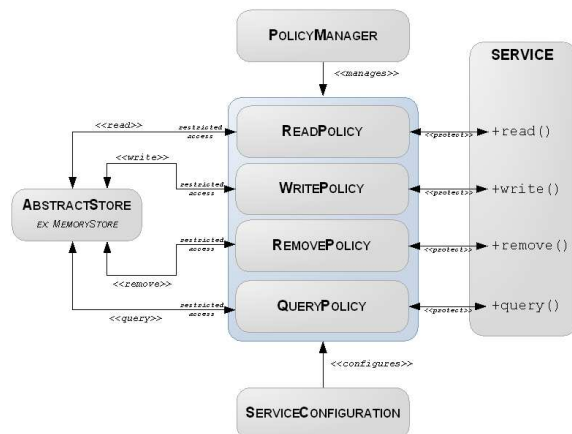 POLICYMANAGER
SERVICE
<<manages>>
<<read>>
restricted
access
READPOLICY
<<protect>>
+read()
<<write>>
restricted
access
WRITEPOLICY
<<protect>>
+write()
ABSTRACTSTORE
EX MEMORYSTORE
restricted
access
REMOVEPOLICY
<<protect>>
+remove()
<<remove>>
restricted
access
QUERYPOLICY
<<protect>>
+query()
<<query>>
<<configures>>
SERVICECONFIGURATION